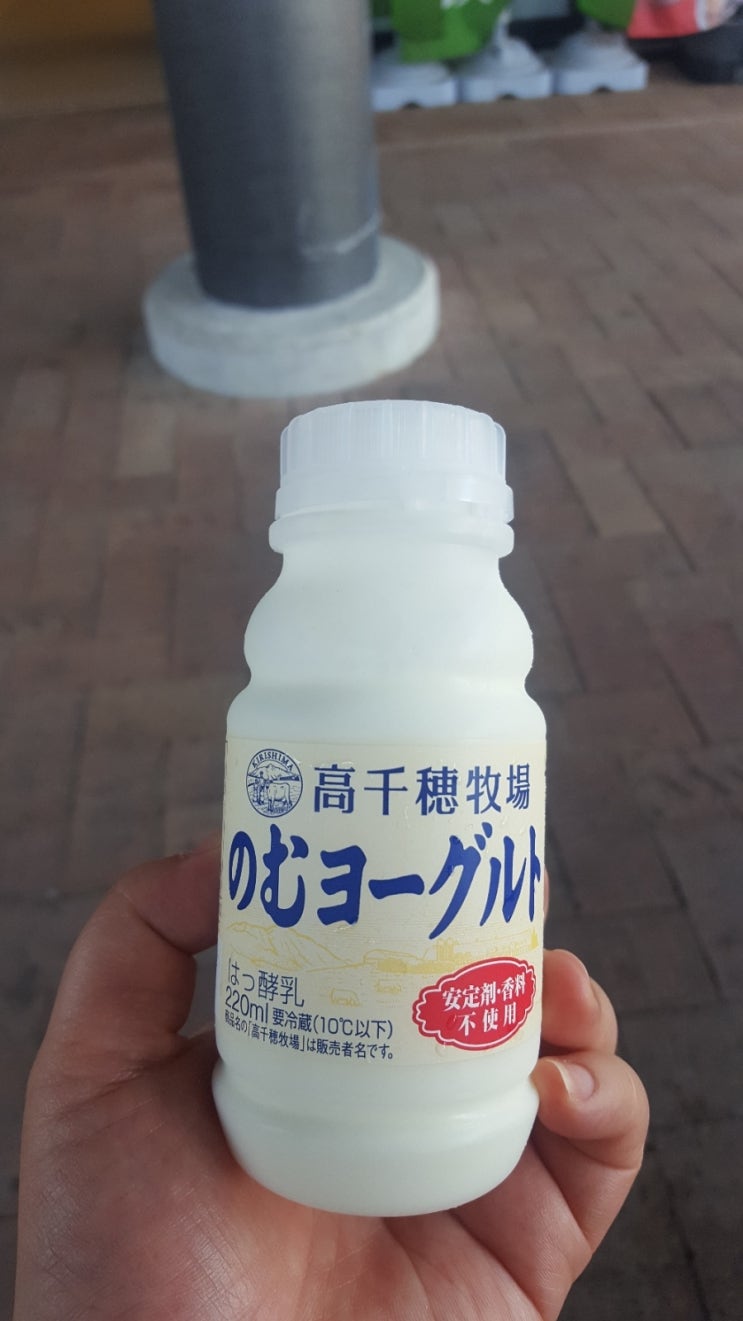 KIRISHIMA
高千穂牧場
のむヨーグルト
はっ酵乳
220ml 要冷蔵(10℃以下)
商品名の「高千穂牧場」は販売者名です。
安定剤・香料
不使用